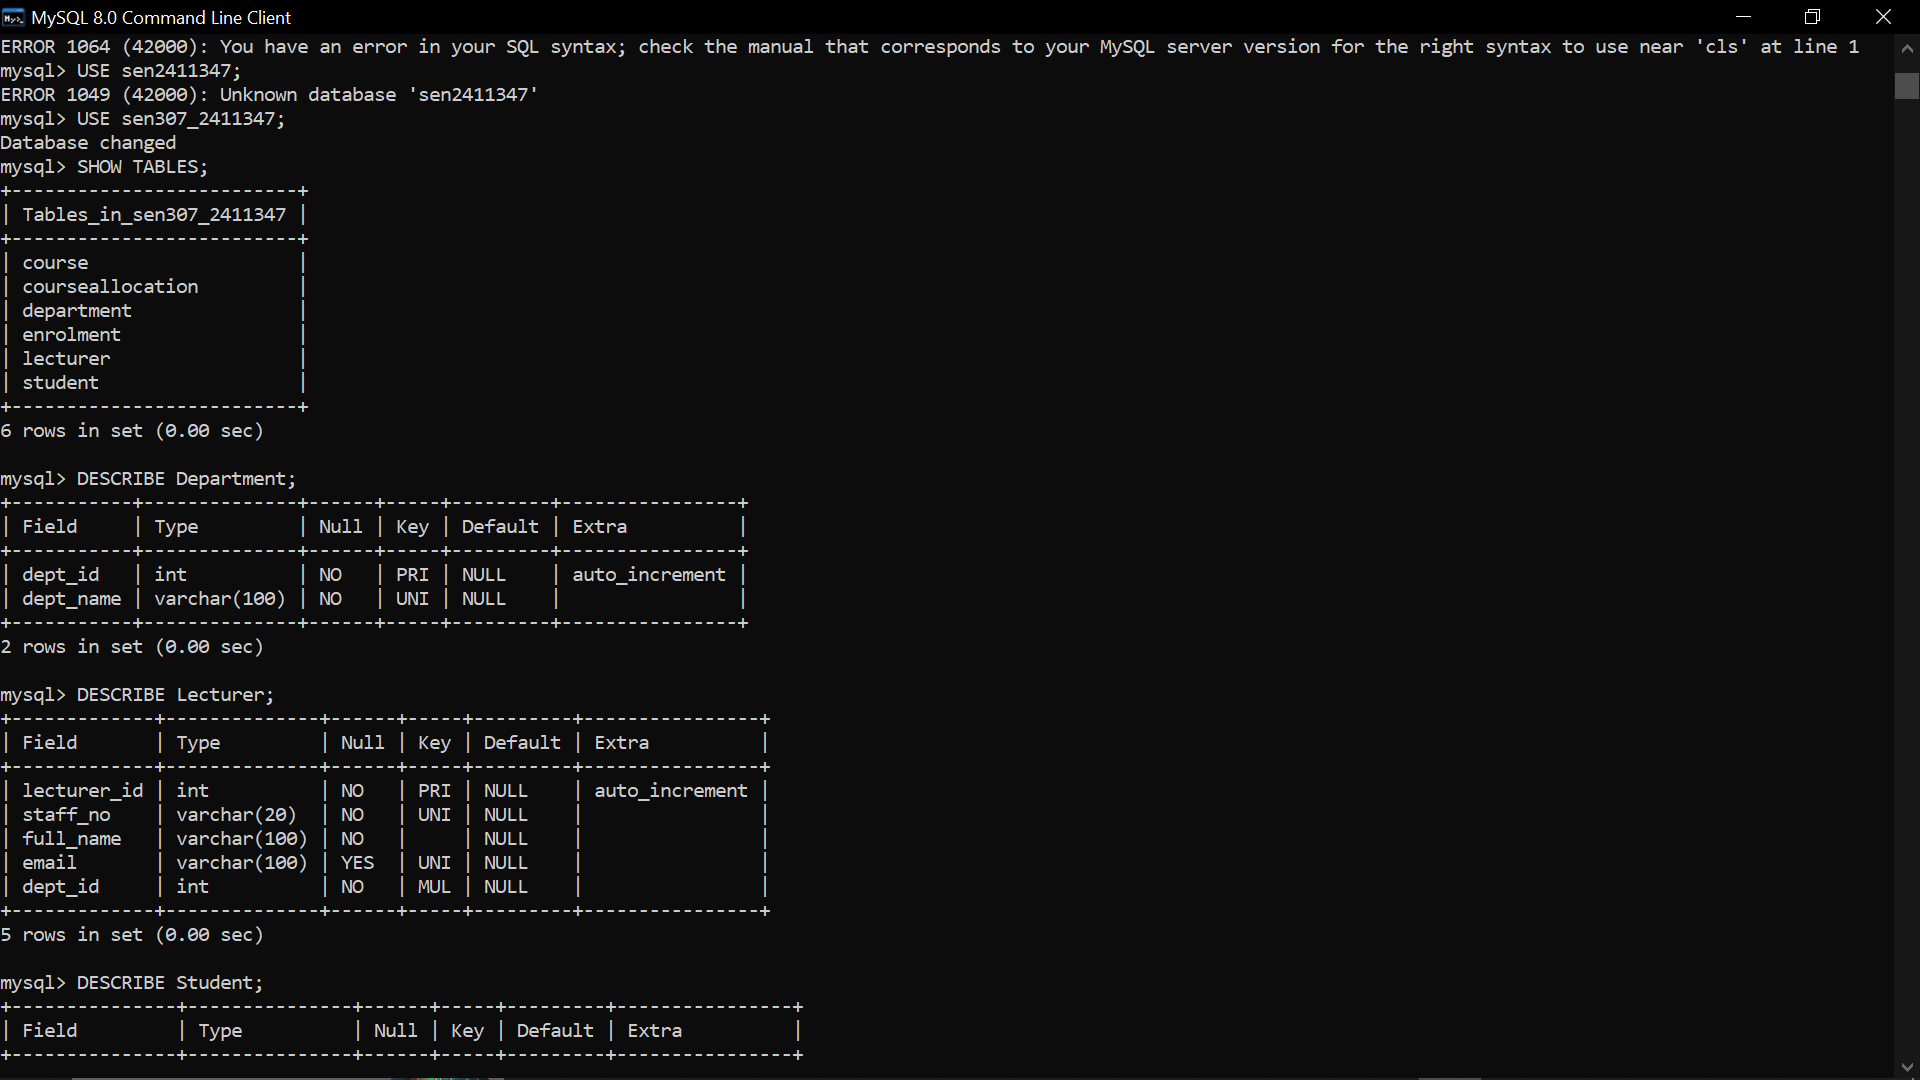 MySQL 8.0 Command Line Client
ERROR 1064 (42000): You have an error in your SQL syntax; check the manual that corresponds to your MySQL server version for the right syntax to use near 'cls' at line 1
mysql> USE sen2411347;
ERROR 1049 (42000): Unknown database 'sen2411347'
mysql> USE sen307_2411347;
Database changed
mysql> SHOW TABLES;
+--------------------------+
| Tables_in_sen307_2411347 |
+--------------------------+
| course                   |
| courseallocation         |
| department               |
| enrolment                |
| lecturer                 |
| student                  |
+--------------------------+
6 rows in set (0.00 sec)

mysql> DESCRIBE Department;
+-----------+--------------+------+-----+---------+----------------+
| Field     | Type         | Null | Key | Default | Extra          |
+-----------+--------------+------+-----+---------+----------------+
| dept_id   | int          | NO   | PRI | NULL    | auto_increment |
| dept_name | varchar(100) | NO   | UNI | NULL    |                |
+-----------+--------------+------+-----+---------+----------------+
2 rows in set (0.00 sec)

mysql> DESCRIBE Lecturer;
+-------------+--------------+------+-----+---------+----------------+
| Field       | Type         | Null | Key | Default | Extra          |
+-------------+--------------+------+-----+---------+----------------+
| lecturer_id | int          | NO   | PRI | NULL    | auto_increment |
| staff_no    | varchar(20)  | NO   | UNI | NULL    |                |
| full_name   | varchar(100) | NO   |     | NULL    |                |
| email       | varchar(100) | YES  | UNI | NULL    |                |
| dept_id     | int          | NO   | MUL | NULL    |                |
+-------------+--------------+------+-----+---------+----------------+
5 rows in set (0.00 sec)

mysql> DESCRIBE Student;
+---------------+---------------+------+-----+---------+----------------+
| Field         | Type          | Null | Key | Default | Extra          |
+---------------+---------------+------+-----+---------+----------------+